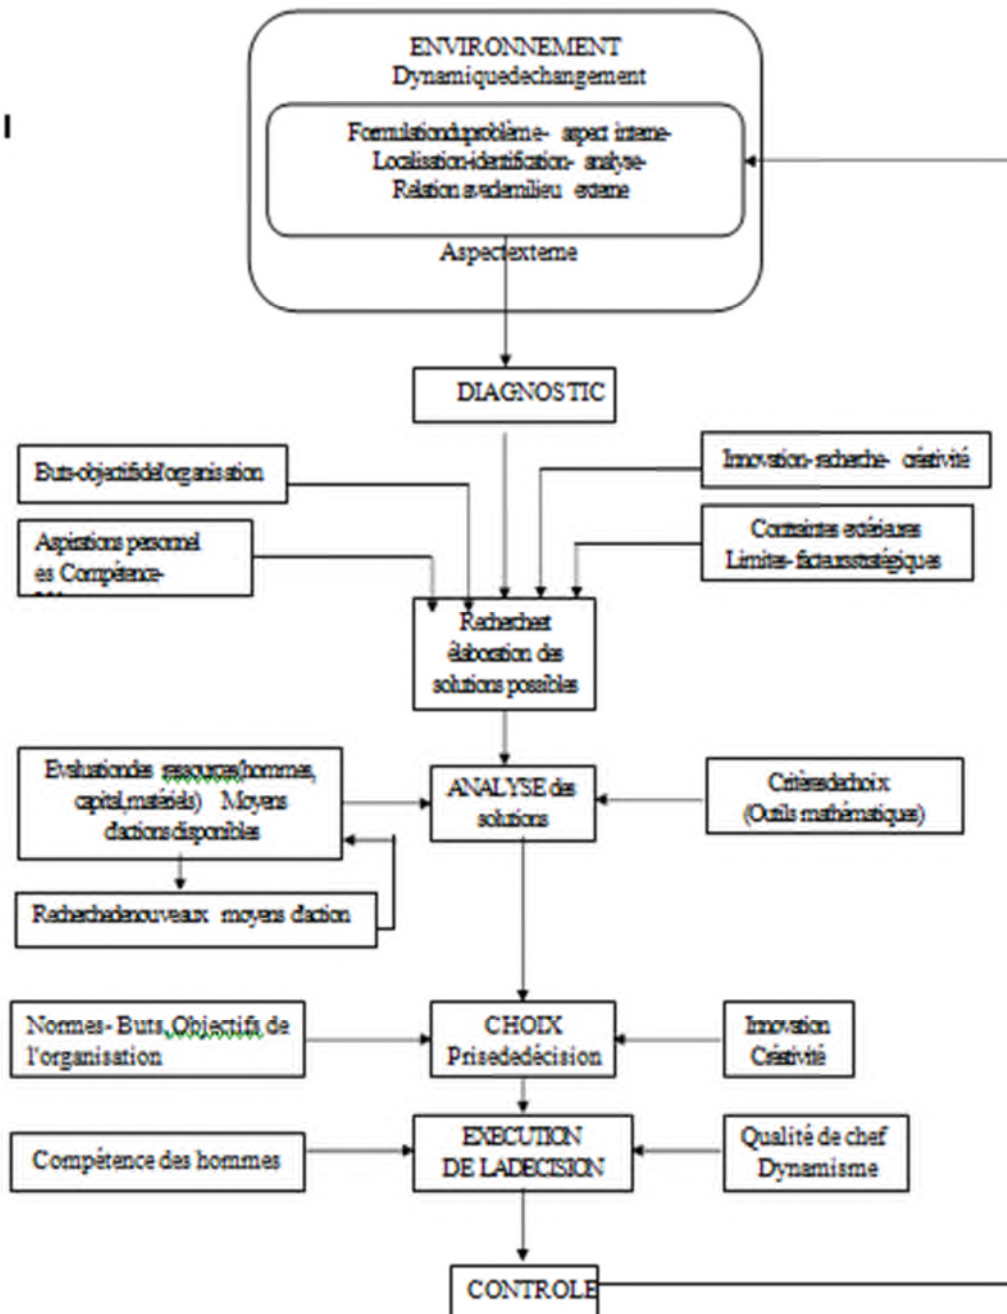 I
ENVIRONNEMENT
Dynamiquedechangement
Formulationduproblème- aspect interne-
Localisation-identification- analyse-
Relation aveclemilieu externe
Aspectexterne
DIAGNOSTIC
Buts-objectifsdel'organisation
Innovation-recherche- créativité
Aspirations personnel
es Compétence-
Contraintes extérieures
Limites-facteursstratégiques
Rechercheet
élaboration des
solutions possibles
Evaluationdes ressources(hommes,
capital,matériels) Moyens
d'actions disponibles
ANALYSE des
solutions
Critèresdechoix
(Outils mathématiques)
Recherchedenouveaux moyens d'action
Normes- Buts, Objectifs de
l'organisation
CHOIX
Prisededécision
Innovation
Créativité
Compétence des hommes
EXECUTION
DE LADECISION
Qualité de chef
Dynamisme
CONTROLE